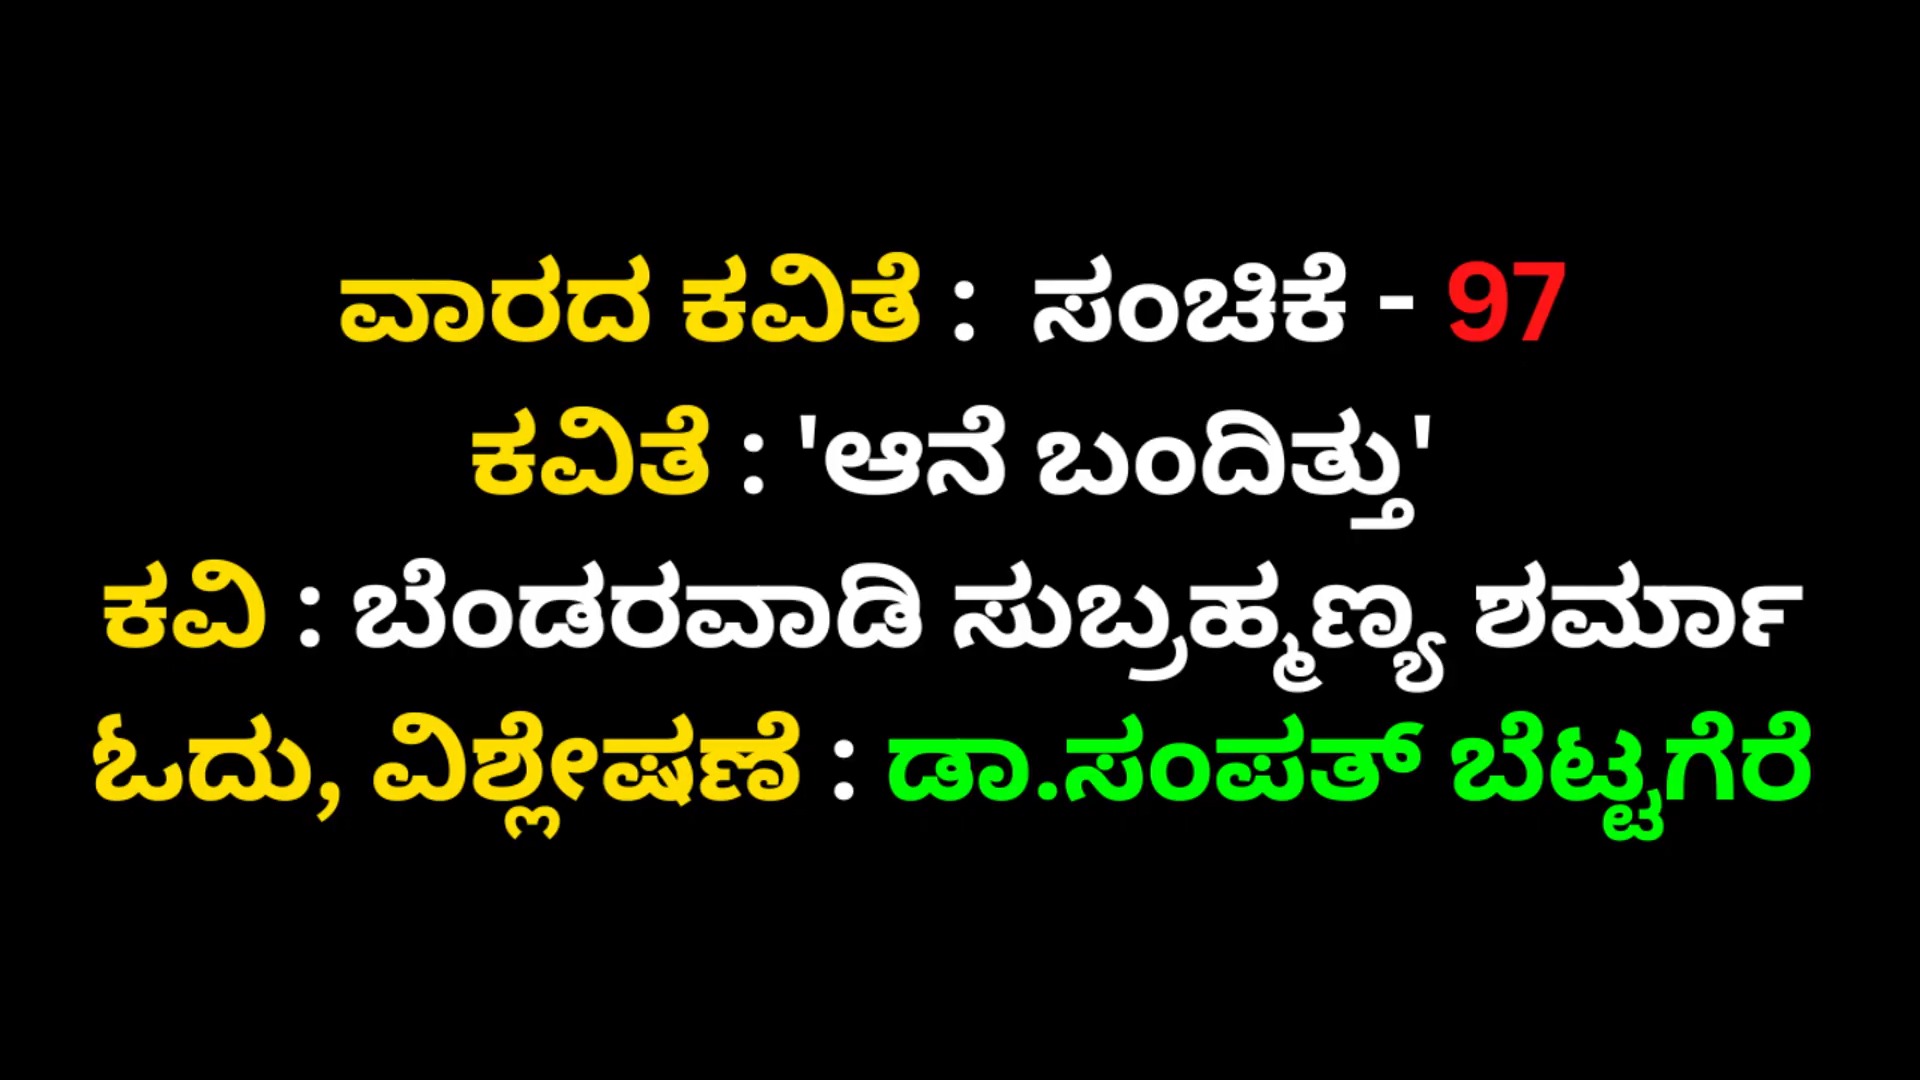 ವಾರದ ಕವಿತೆ : ಸಂಚಿಕೆ - 97
ಕವಿತೆ : 'ಆನೆ ಬಂದಿತ್ತು'
ಕವಿ : ಬೆಂಡರವಾಡಿ ಸುಬ್ರಹ್ಮಣ್ಯ ಶರ್ಮಾ
ಓದು, ವಿಶ್ಲೇಷಣೆ : ಡಾ.ಸಂಪತ್ ಬೆಟ್ಟಗೆರೆ